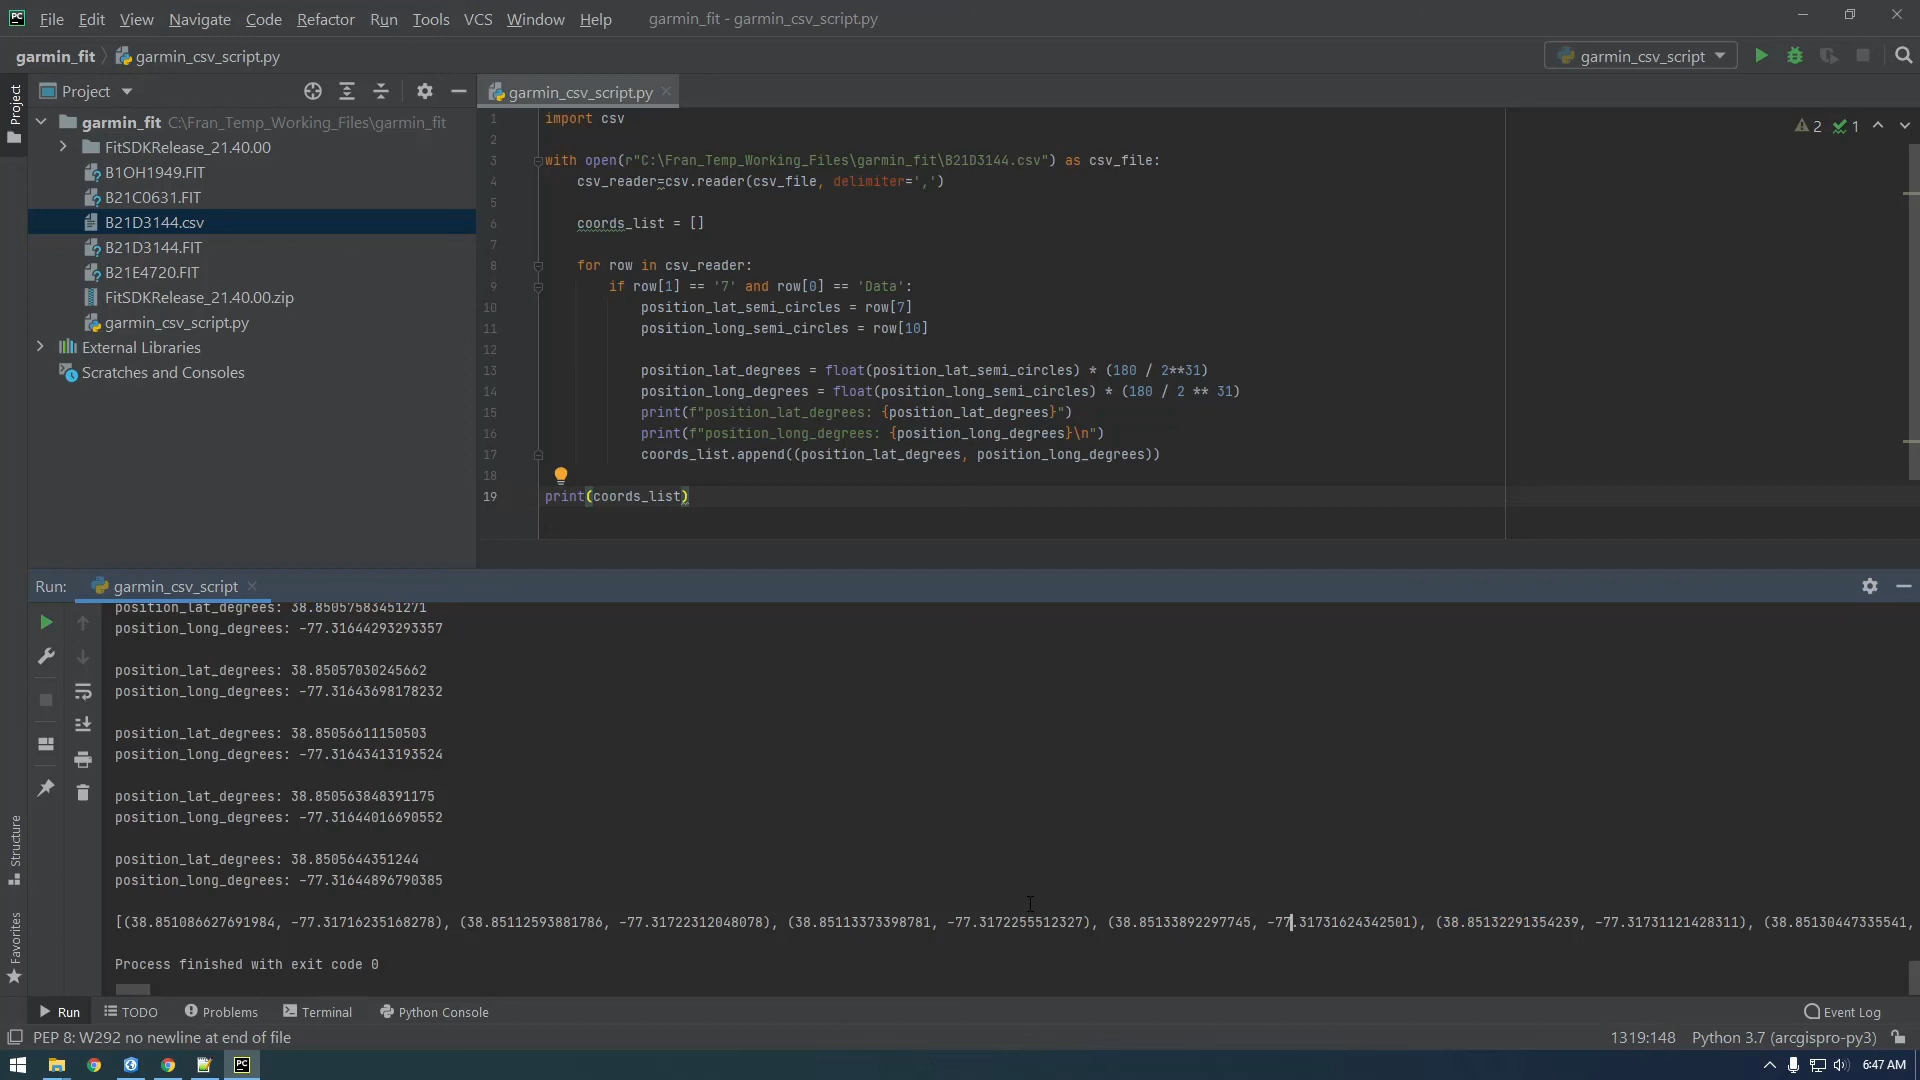 PC File Edit View Navigate Code Refactor Run Tools VCS Window Help garmin_fit - garmin_csv_script.py
garmin_fit garmin_csv_script.py garmin_csv_script
Project
Project
garmin_csv_script.py
garmin_fit C:\Fran_Temp_Working_Files\garmin_fit
FitSDKRelease_21.40.00
B1OH1949.FIT
B21C0631.FIT
B21D3144.csv
B21D3144.FIT
B21E4720.FIT
FitSDKRelease_21.40.00.zip
garmin_csv_script.py
External Libraries
Scratches and Consoles
2 1
1 import csv
2
3 with open(r"C:\Fran_Temp_Working_Files\garmin_fit\B21D3144.csv") as csv_file:
4 csv_reader=csv.reader(csv_file, delimiter=',')
5
6 coords_list = []
7
8 for row in csv_reader:
9 if row[1] == '7' and row[0] == 'Data':
10 position_lat_semi_circles = row[7]
11 position_long_semi_circles = row[10]
12
13 position_lat_degrees = float(position_lat_semi_circles) * (180 / 2**31)
14 position_long_degrees = float(position_long_semi_circles) * (180 / 2 ** 31)
15 print(f"position_lat_degrees: {position_lat_degrees}")
16 print(f"position_long_degrees: {position_long_degrees}\n")
17 coords_list.append((position_lat_degrees, position_long_degrees))
18
19 print(coords_list)
Run: garmin_csv_script
position_lat_degrees: 38.85057583451271
position_long_degrees: -77.31644293293357
position_lat_degrees: 38.85057030245662
position_long_degrees: -77.31643698178232
position_lat_degrees: 38.85056611150503
position_long_degrees: -77.31643413193524
position_lat_degrees: 38.850563848391175
position_long_degrees: -77.31644016690552
position_lat_degrees: 38.8505644351244
position_long_degrees: -77.31644896790385
[(38.851086627691984, -77.31716235168278), (38.85112593881786, -77.31722312048078), (38.85113373398781, -77.3172255512327), (38.85133892297745, -77.31731624342501), (38.85132291354239, -77.31731121428311), (38.85130447335541,
Process finished with exit code 0
Structure
Favorites
Run TODO Problems Terminal Python Console Event Log
PEP 8: W292 no newline at end of file 1319:148 Python 3.7 (arcgispro-py3)
PC 6:47 AM